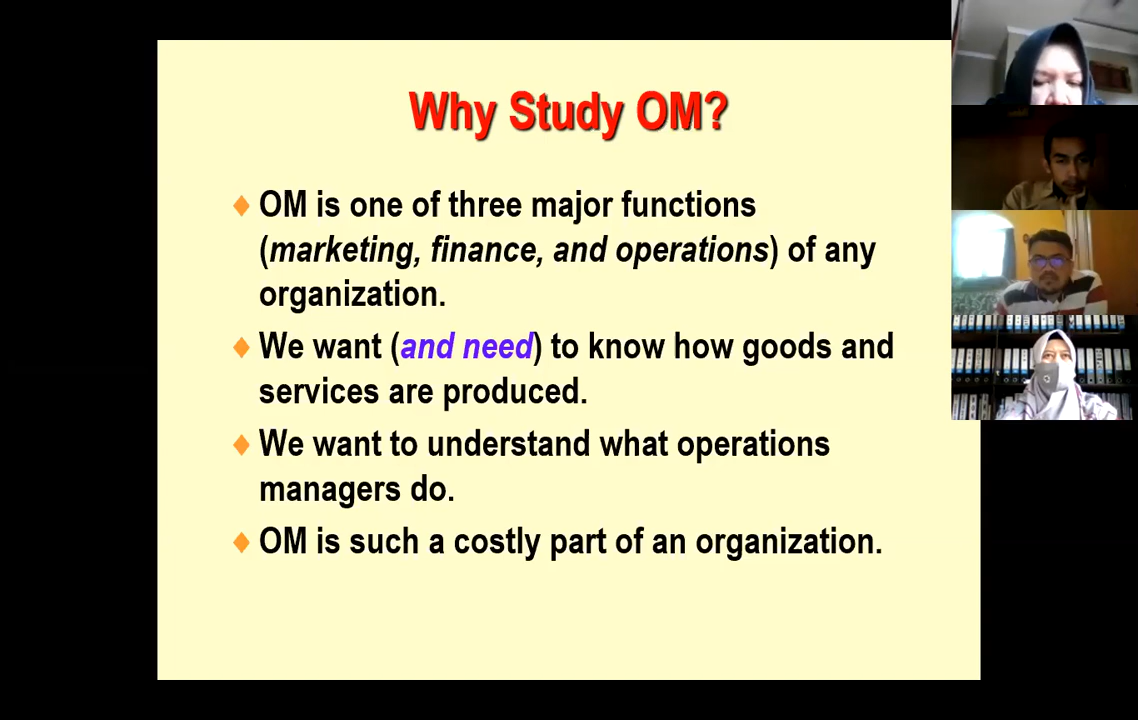 Why Study OM?
♦ OM is one of three major functions
(marketing, finance, and operations) of any
organization.
♦ We want (and need) to know how goods and
services are produced.
♦ We want to understand what operations
managers do.
♦ OM is such a costly part of an organization.